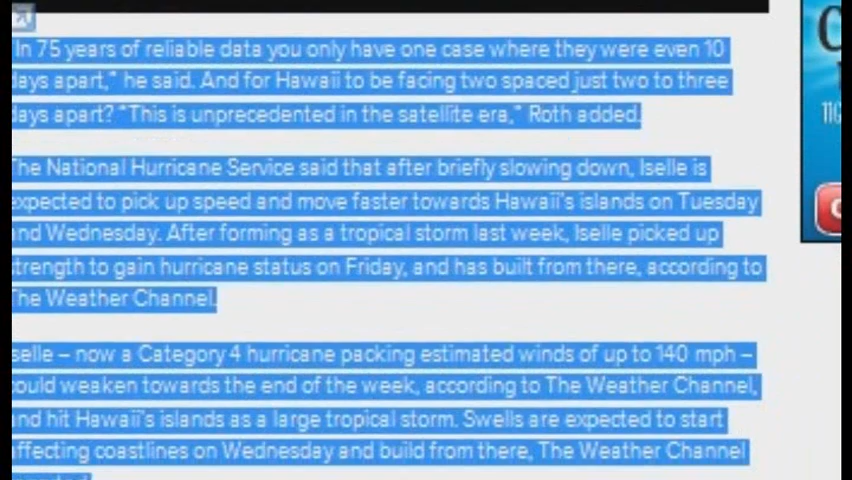 "In 75 years of reliable data you only have one case where they were even 10
days apart," he said. And for Hawaii to be facing two spaced just two to three
days apart? "This is unprecedented in the satellite era," Roth added.
The National Hurricane Service said that after briefly slowing down, Iselle is
expected to pick up speed and move faster towards Hawaii's islands on Tuesday
and Wednesday. After forming as a tropical storm last week, Iselle picked up
strength to gain hurricane status on Friday, and has built from there, according to
The Weather Channel.
Iselle – now a Category 4 hurricane packing estimated winds of up to 140 mph –
could weaken towards the end of the week, according to The Weather Channel,
and hit Hawaii's islands as a large tropical storm. Swells are expected to start
affecting coastlines on Wednesday and build from there, The Weather Channel